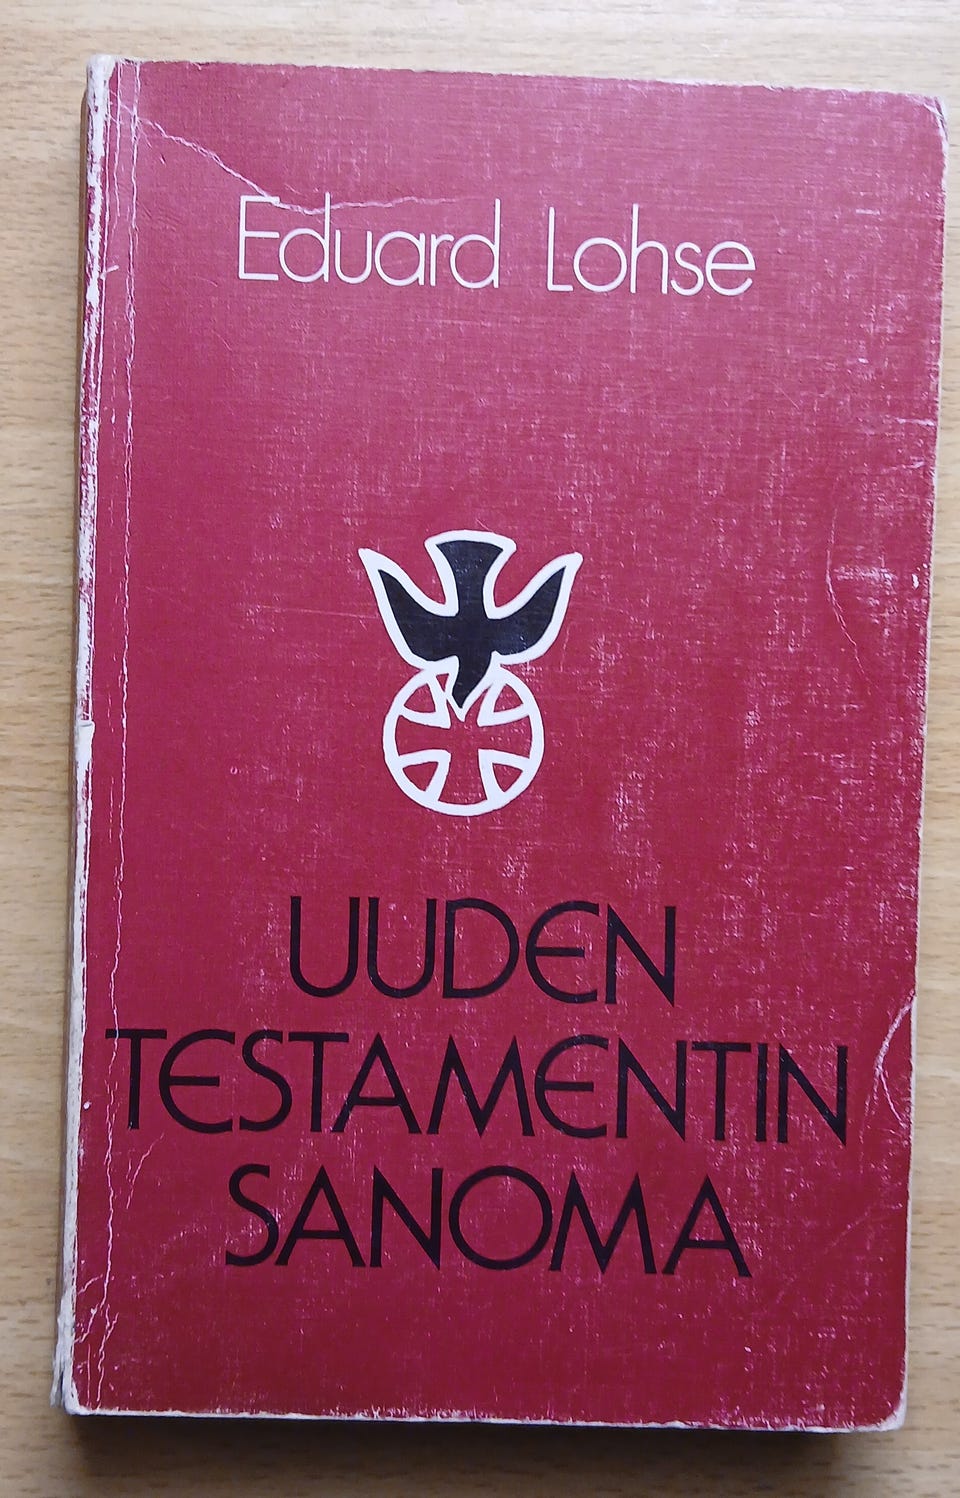 Eduard Lohse
UUDEN
TESTAMENTIN
SANOMA